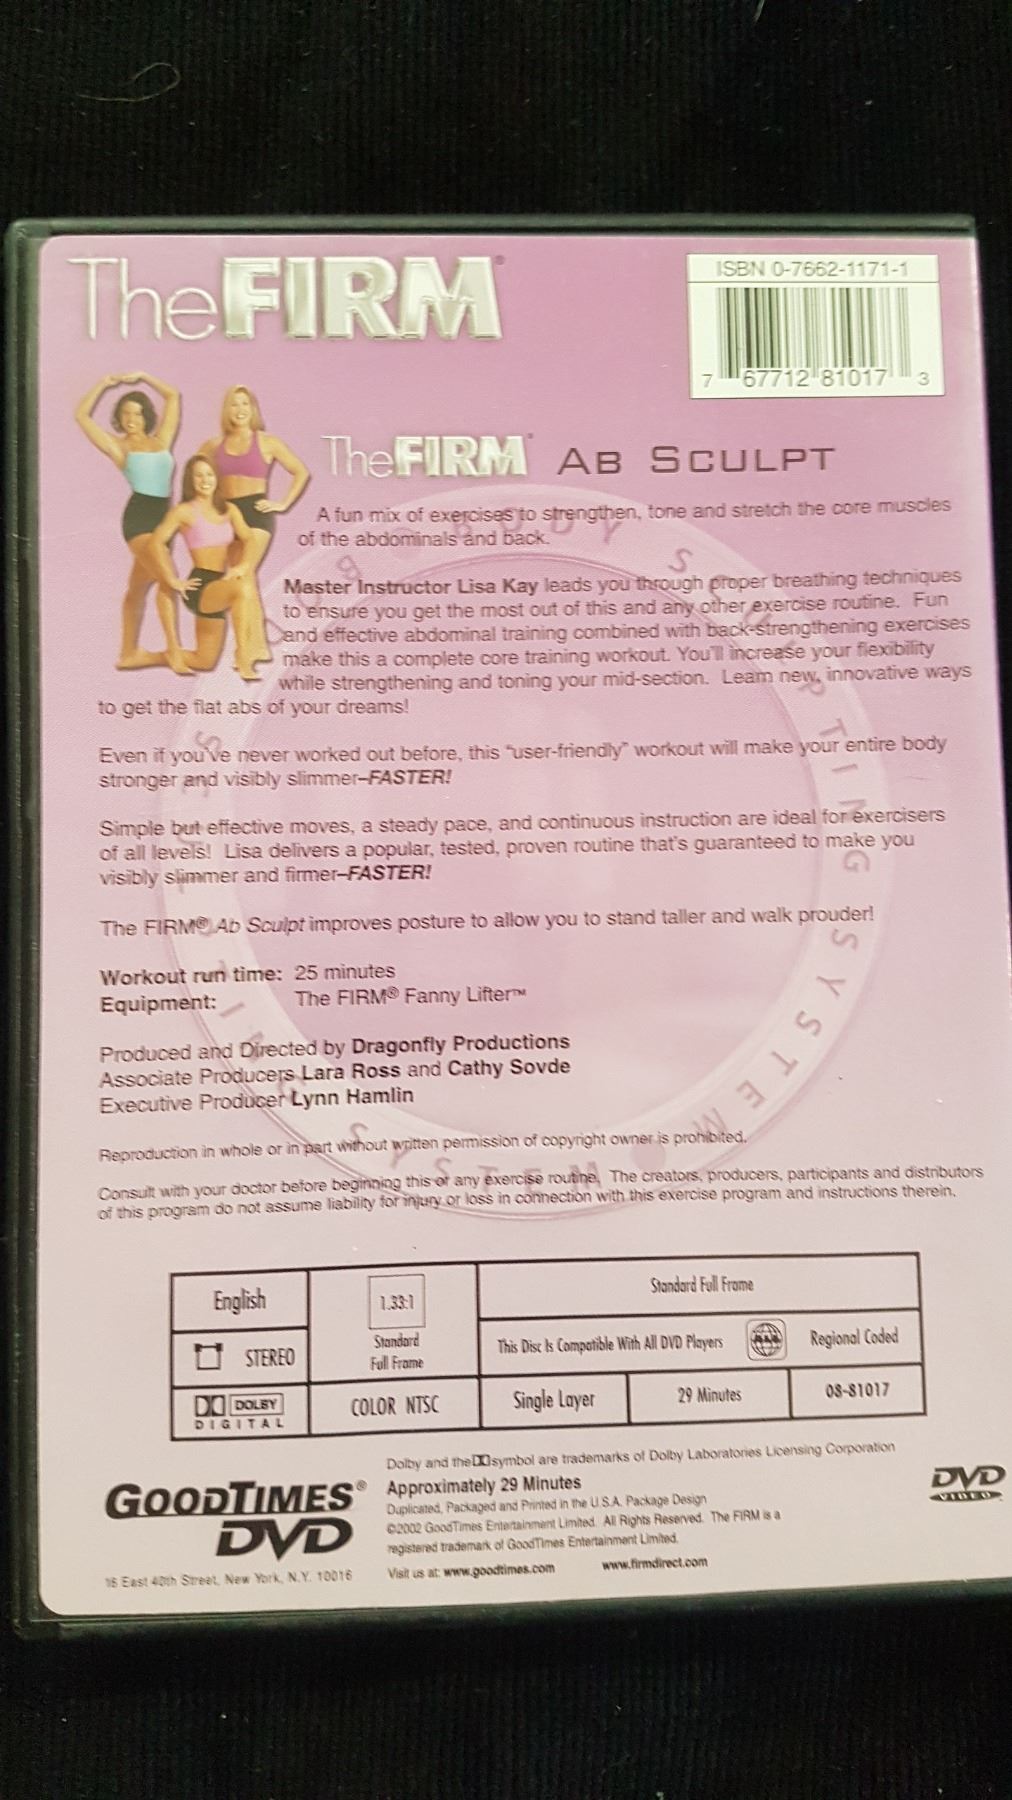 The FIRM®
ISBN 0-7662-1171-1
7 67712 81017 3
The FIRM® AB SCULPT
A fun mix of exercises to strengthen, tone and stretch the core muscles
of the abdominals and back.
Master Instructor Lisa Kay leads you through proper breathing techniques
to ensure you get the most out of this and any other exercise routine. Fun
and effective abdominal training combined with back-strengthening exercises
make this a complete core training workout. You'll increase your flexibility
while strengthening and toning your mid-section. Learn new, innovative ways
to get the flat abs of your dreams!
Even if you've never worked out before, this "user-friendly" workout will make your entire body
stronger and visibly slimmer–FASTER!
Simple but effective moves, a steady pace, and continuous instruction are ideal for exercisers
of all levels! Lisa delivers a popular, tested, proven routine that's guaranteed to make you
visibly slimmer and firmer–FASTER!
The FIRM® Ab Sculpt improves posture to allow you to stand taller and walk prouder!
Workout run time: 25 minutes
Equipment: The FIRM® Fanny Lifter™
Produced and Directed by Dragonfly Productions
Associate Producers Lara Ross and Cathy Sovde
Executive Producer Lynn Hamlin
Reproduction in whole or in part without written permission of copyright owner is prohibited.
Consult with your doctor before beginning this or any exercise routine. The creators, producers, participants and distributors
of this program do not assume liability for injury or loss in connection with this exercise program and instructions therein.
English
1.33:1
Standard Full Frame
STEREO
Standard
Full Frame
This Disc Is Compatible With All DVD Players
Regional Coded
DOLBY
DIGITAL
COLOR NTSC
Single Layer
29 Minutes
08-81017
Dolby and the symbol are trademarks of Dolby Laboratories Licensing Corporation
GOODTIMES®
DVD
Approximately 29 Minutes
Duplicated, Packaged and Printed in the U.S.A. Package Design
©2002 GoodTimes Entertainment Limited. All Rights Reserved. The FIRM is a
registered trademark of GoodTimes Entertainment Limited.
DVD
VIDEO
16 East 40th Street, New York, N.Y. 10016
Visit us at: www.goodtimes.com www.firmdirect.com